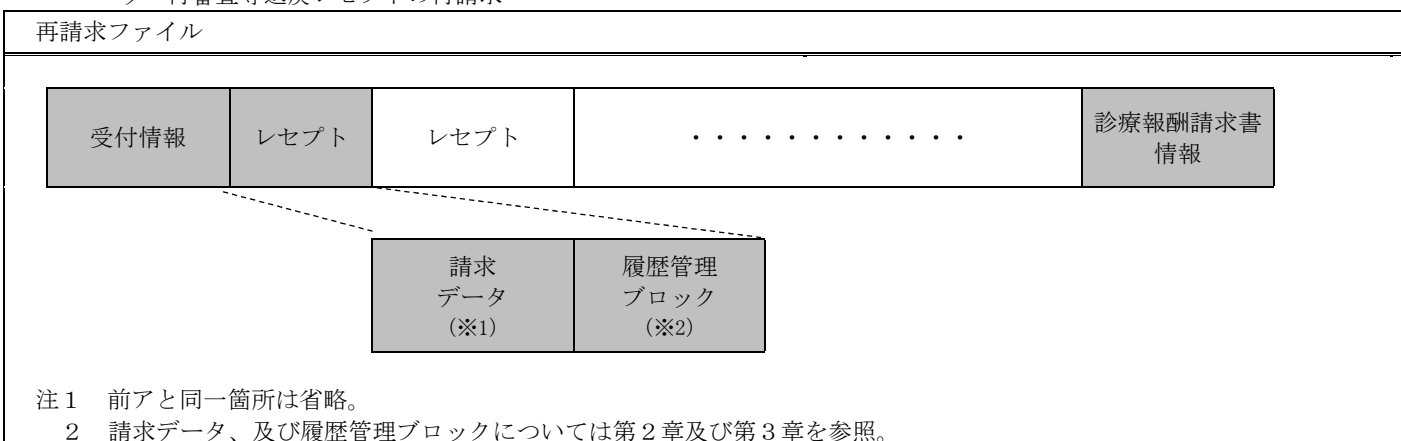 再請求ファイル
受付情報
レセプト
レセプト
・・・・・・・・・・・・
診療報酬請求書
情報
請求
データ
(※1)
履歴管理
ブロック
(※2)
注１　前アと同一箇所は省略。
２　請求データ、及び履歴管理ブロックについては第２章及び第３章を参照。